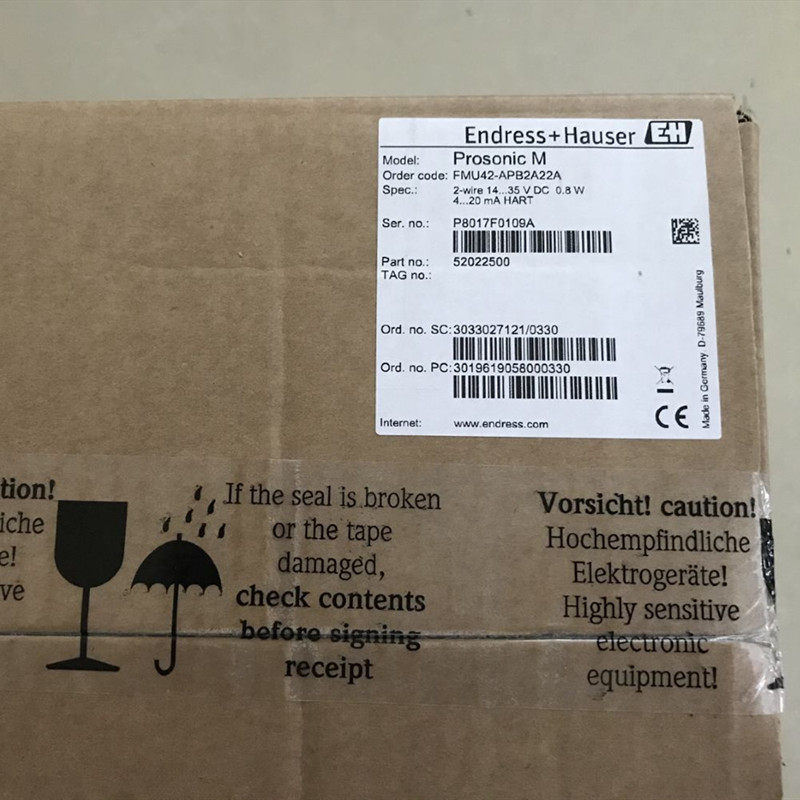 Endress+Hauser EH
Model: Prosonic M
Order code: FMU42-APB2A22A
Spec.: 2-wire 14...35 V DC 0.8 W
4...20 mA HART
Ser. no.: P8017F0109A
Part no.: 52022500
TAG no.:
Ord. no. SC: 3033027121/0330
Ord. no. PC: 3019619058000330
Internet: www.endress.com
CE
Made in Germany D-79689 Maulburg
tion!
iche
e!
ve
If the seal is broken
or the tape
damaged,
check contents
before signing
receipt
Vorsicht! caution!
Hochempfindliche
Elektrogeräte!
Highly sensitive
electronic
equipment!